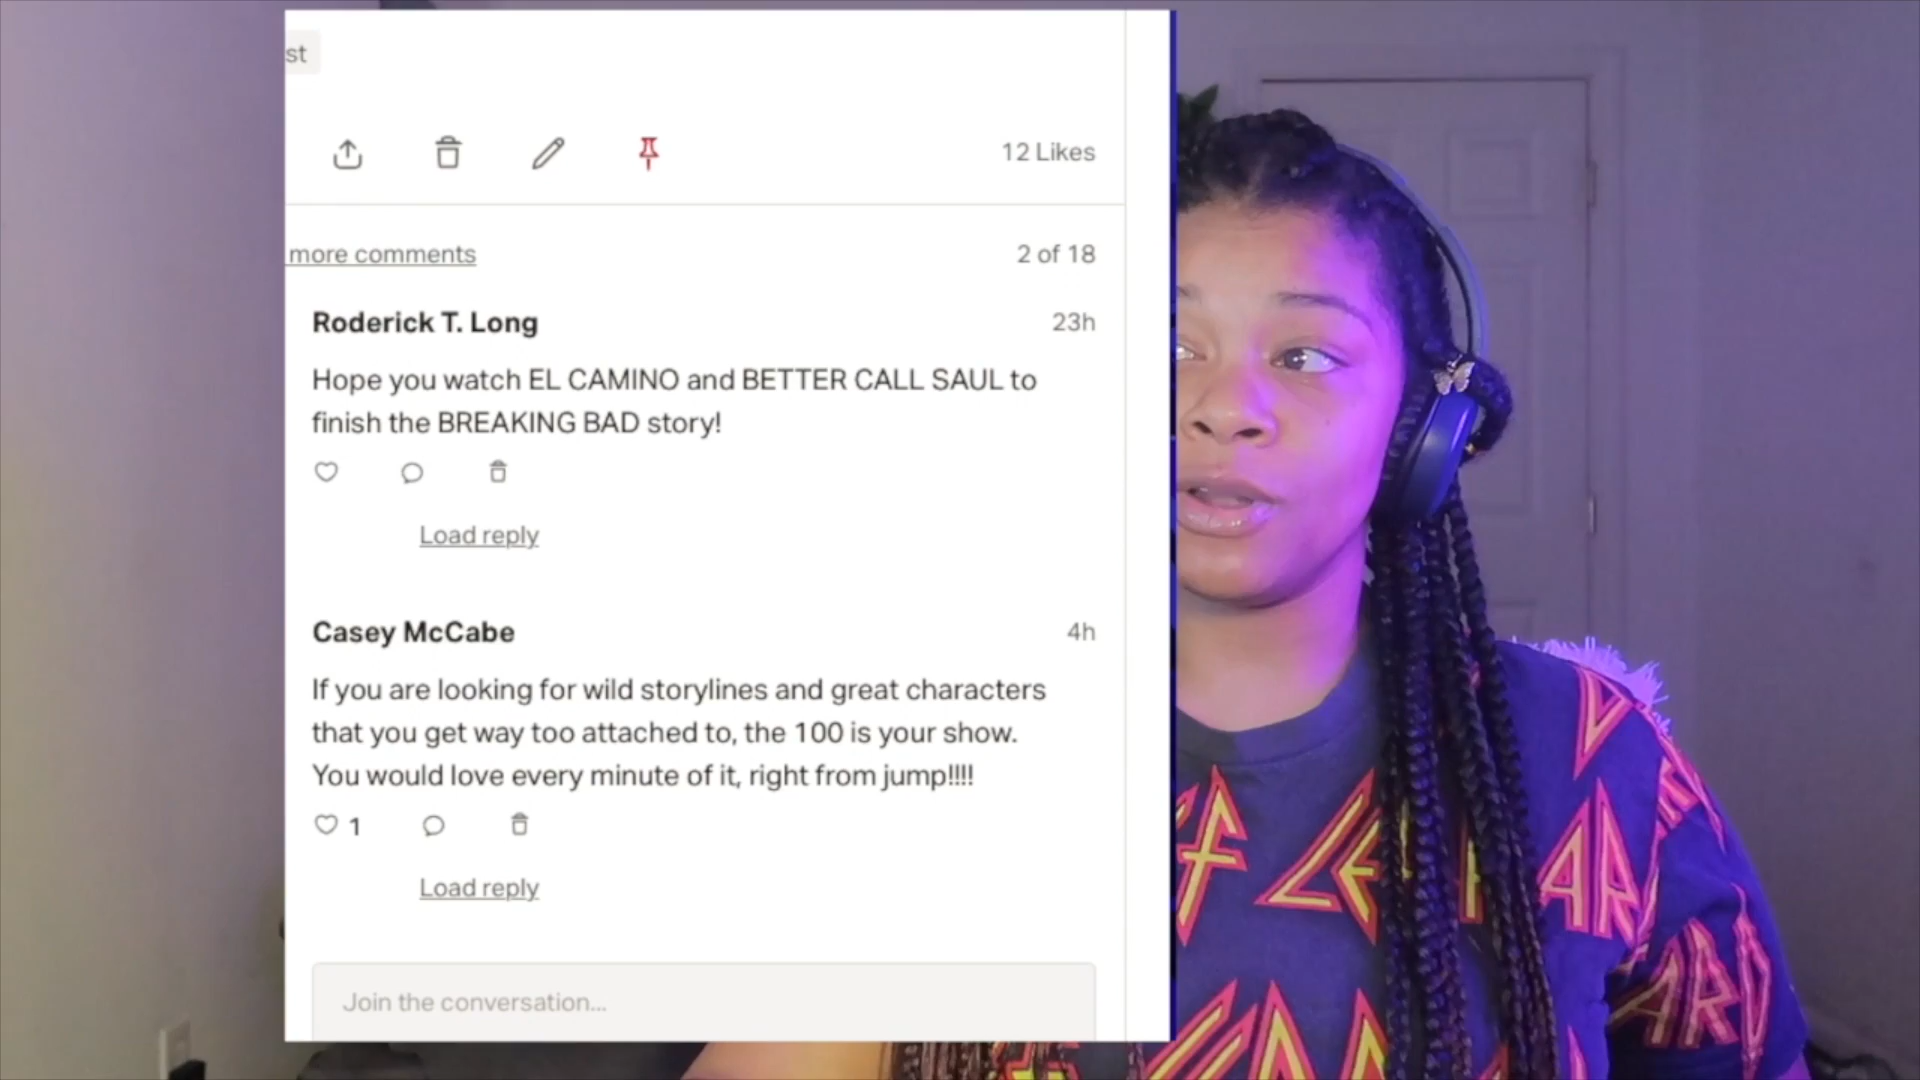 st
12 Likes
more comments
2 of 18
Roderick T. Long
23h
Hope you watch EL CAMINO and BETTER CALL SAUL to
finish the BREAKING BAD story!
Load reply
Casey McCabe
4h
If you are looking for wild storylines and great characters
that you get way too attached to, the 100 is your show.
You would love every minute of it, right from jump!!!!
1
Load reply
Join the conversation...
LEPPARD